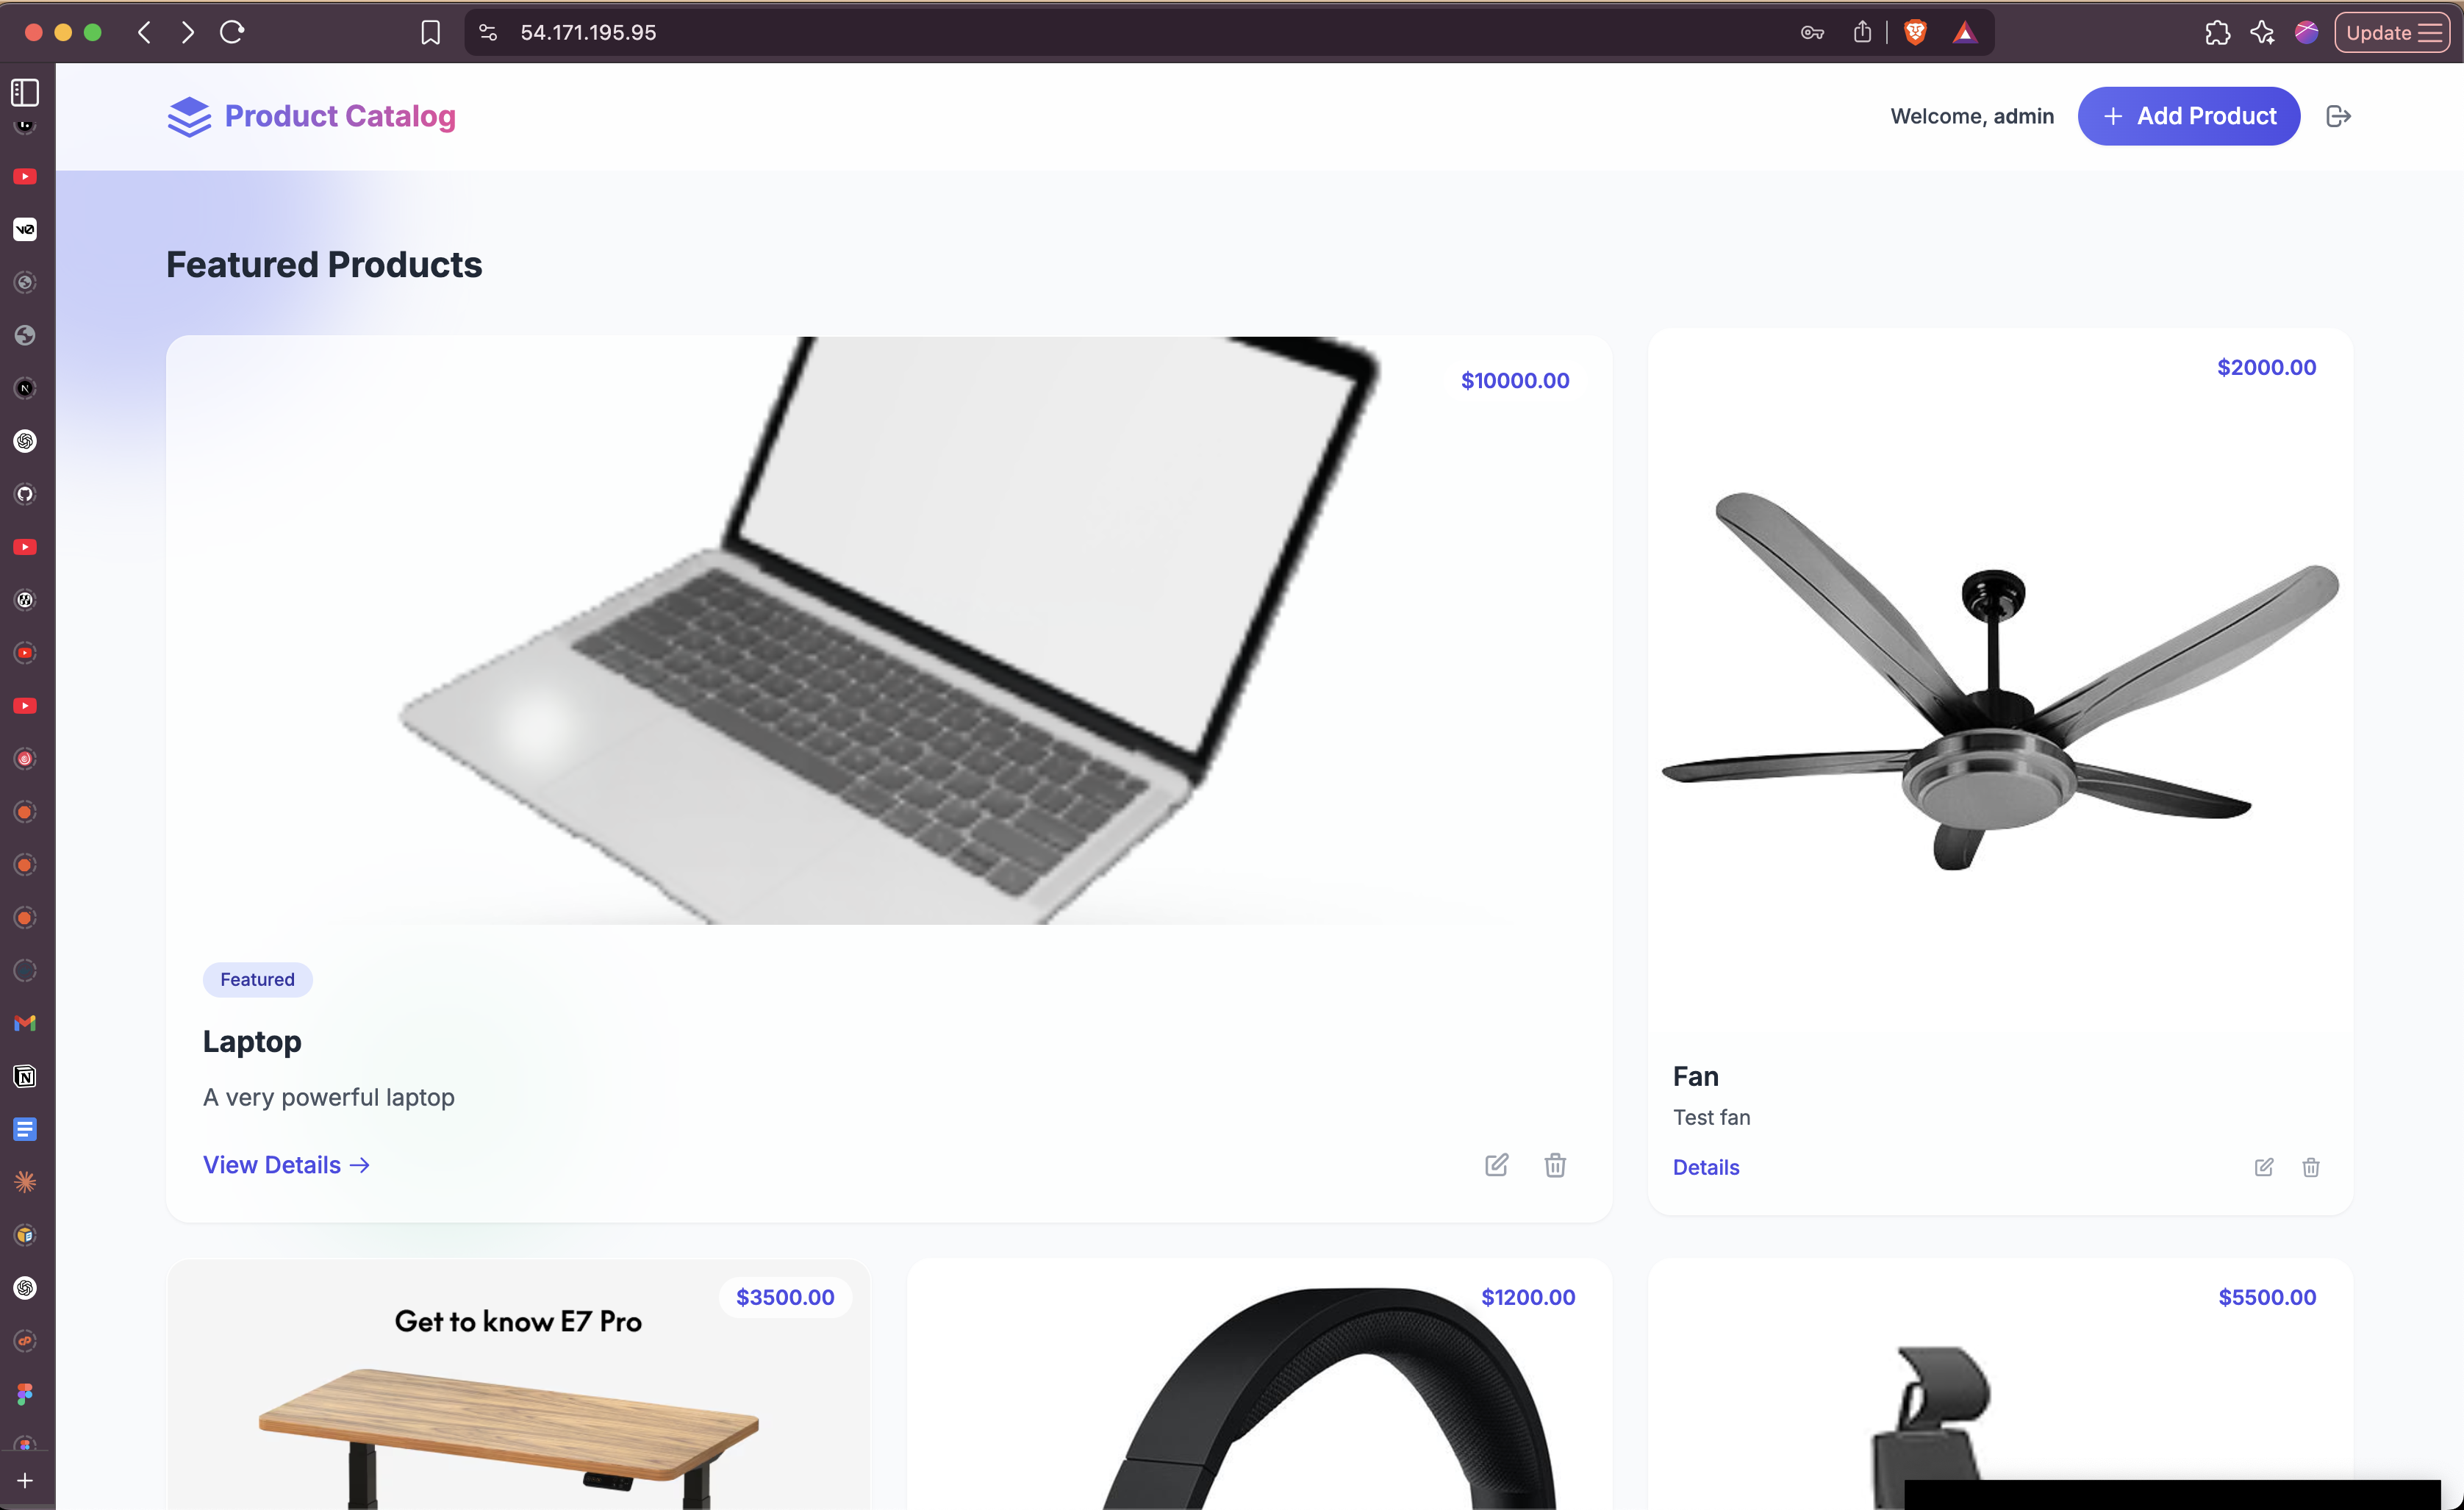 54.171.195.95
Update
Product Catalog
Welcome, admin
+ Add Product
Featured Products
$10000.00
$2000.00
Featured
Laptop
A very powerful laptop
View Details →
Fan
Test fan
Details
$3500.00
Get to know E7 Pro
$1200.00
$5500.00